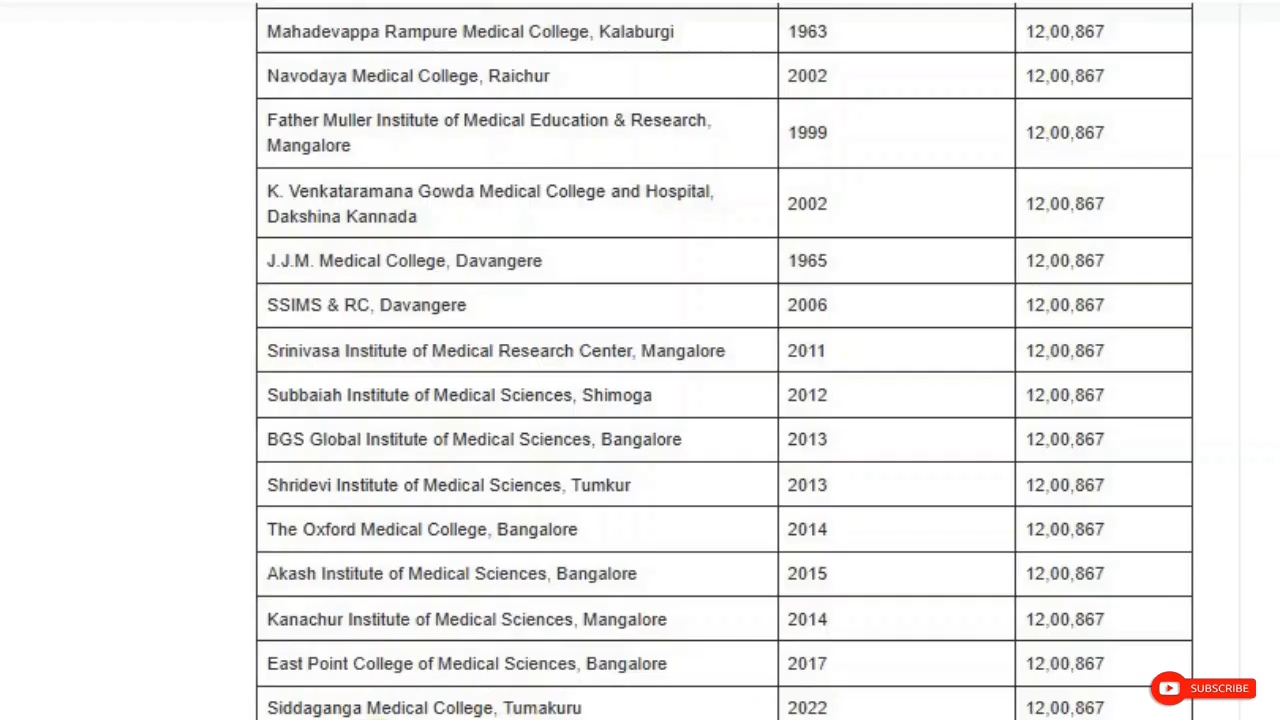 Mahadevappa Rampure Medical College, Kalaburgi 1963 12,00,867
Navodaya Medical College, Raichur 2002 12,00,867
Father Muller Institute of Medical Education & Research,
Mangalore 1999 12,00,867
K. Venkataramana Gowda Medical College and Hospital,
Dakshina Kannada 2002 12,00,867
J.J.M. Medical College, Davangere 1965 12,00,867
SSIMS & RC, Davangere 2006 12,00,867
Srinivasa Institute of Medical Research Center, Mangalore 2011 12,00,867
Subbaiah Institute of Medical Sciences, Shimoga 2012 12,00,867
BGS Global Institute of Medical Sciences, Bangalore 2013 12,00,867
Shridevi Institute of Medical Sciences, Tumkur 2013 12,00,867
The Oxford Medical College, Bangalore 2014 12,00,867
Akash Institute of Medical Sciences, Bangalore 2015 12,00,867
Kanachur Institute of Medical Sciences, Mangalore 2014 12,00,867
East Point College of Medical Sciences, Bangalore 2017 12,00,867
SUBSCRIBE
Siddaganga Medical College, Tumakuru 2022 12,00,867